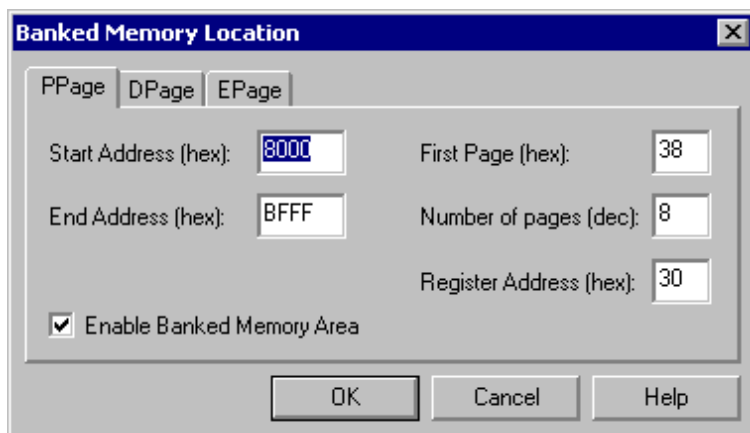 Banked Memory Location
PPage DPage EPage
Start Address (hex): 8000 First Page (hex): 38
End Address (hex): BFFF Number of pages (dec): 8
Register Address (hex): 30
Enable Banked Memory Area
OK Cancel Help